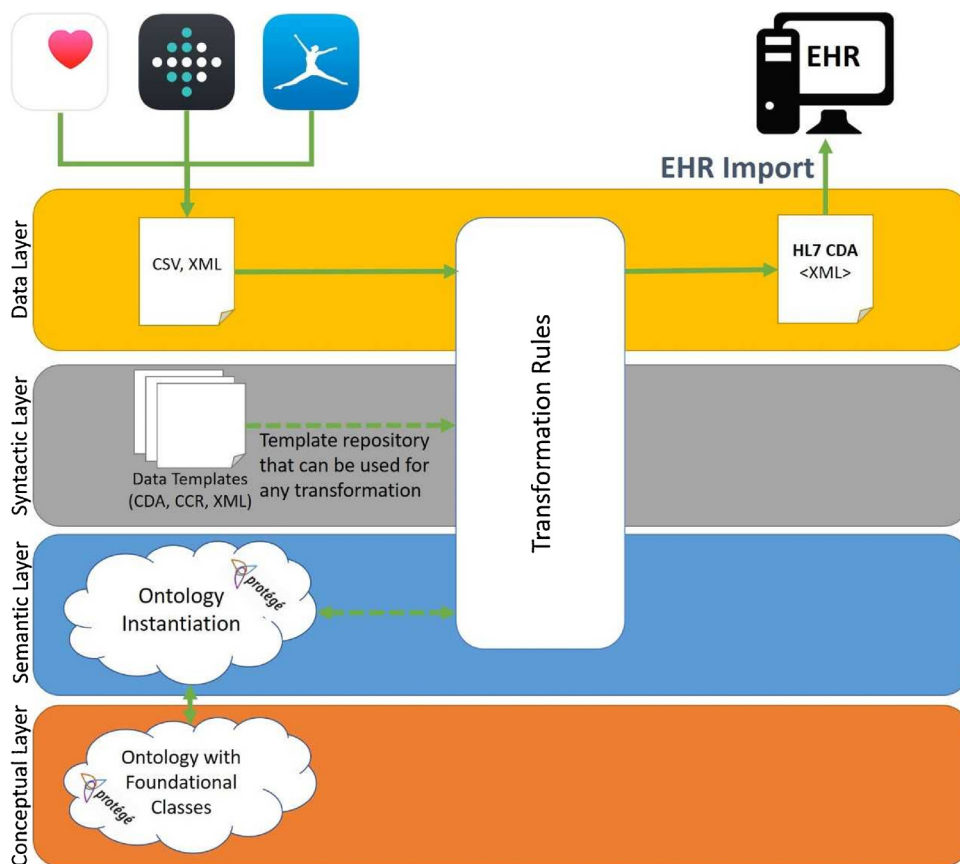 EHR
EHR Import
Data Layer
CSV, XML
HL7 CDA
<XML>
Transformation Rules
Syntactic Layer
Data Templates
(CDA, CCR, XML)
Template repository
that can be used for
any transformation
Semantic Layer
Ontology
Instantiation
protégé
Conceptual Layer
Ontology with
Foundational
Classes
protégé